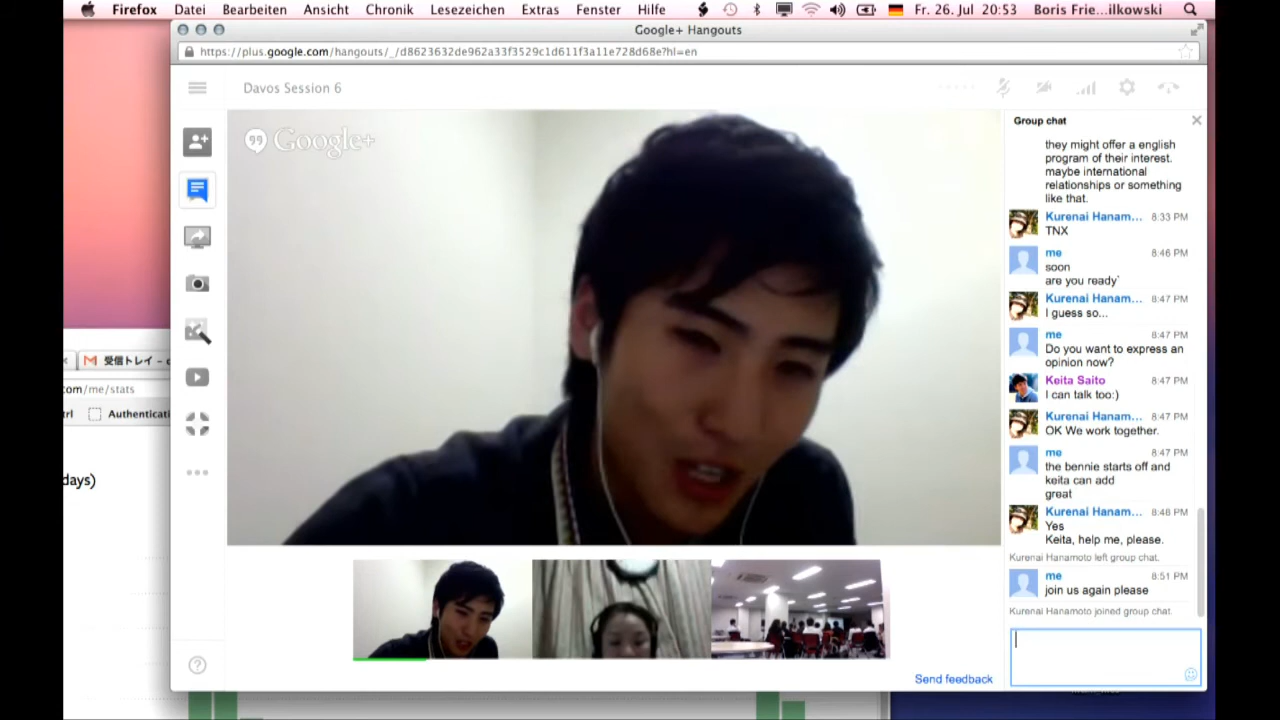 Firefox Datei Bearbeiten Ansicht Chronik Lesezeichen Extras Fenster Hilfe Fr. 26. Jul 20:53 Boris Frie...ilkowski
Google+ Hangouts
https://plus.google.com/hangouts/_/d8623632de962a33f3529c1d611f3a11e728d68e?hl=en
Davos Session 6
Google+
Group chat
they might offer a english
program of their interest.
maybe international
relationships or something
like that.
Kurenai Hanam... 8:33 PM
TNX
me 8:46 PM
soon
are you ready`
Kurenai Hanam... 8:47 PM
I guess so...
me 8:47 PM
Do you want to express an
opinion now?
Keita Saito 8:47 PM
I can talk too:)
Kurenai Hanam... 8:47 PM
OK We work together.
me 8:47 PM
the bennie starts off and
keita can add
great
Kurenai Hanam... 8:48 PM
Yes
Keita, help me, please.
Kurenai Hanamoto left group chat.
me 8:51 PM
join us again please
Kurenai Hanamoto joined group chat.
Send feedback
受信トレイ – c
com/me/stats
trl Authenticati
days)